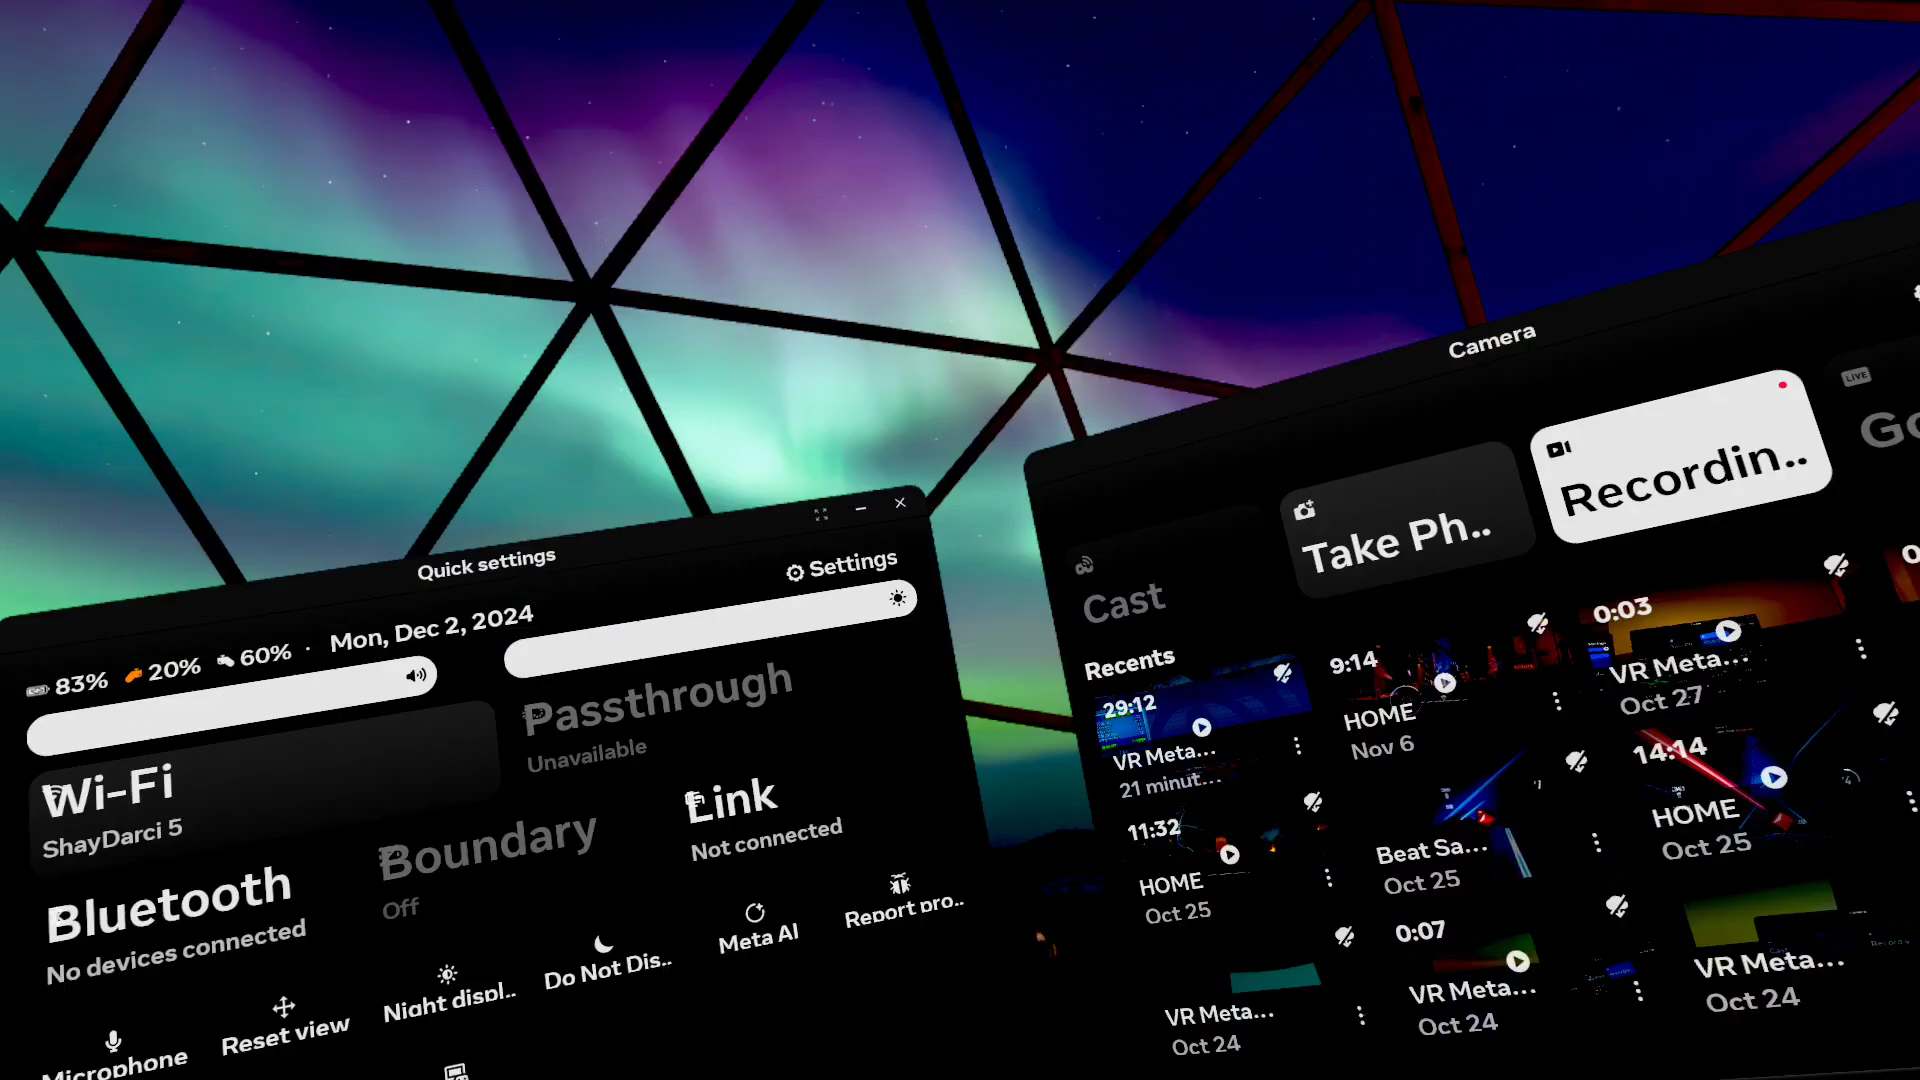 Quick settings
Settings
83% 20% 60% · Mon, Dec 2, 2024
Wi-Fi
ShayDarci 5
Passthrough
Unavailable
Bluetooth
No devices connected
Boundary
Off
Link
Not connected
Microphone
Reset view
Night displ..
Do Not Dis..
Meta AI
Report pro..
Camera
Cast
Take Ph..
Recordin..
LIVE
Go
Recents
29:12
VR Meta...
21 minut...
9:14
HOME
Nov 6
0:03
VR Meta...
Oct 27
11:32
HOME
Oct 25
Beat Sa...
Oct 25
14:14
HOME
Oct 25
VR Meta...
Oct 24
0:07
VR Meta...
Oct 24
VR Meta...
Oct 24